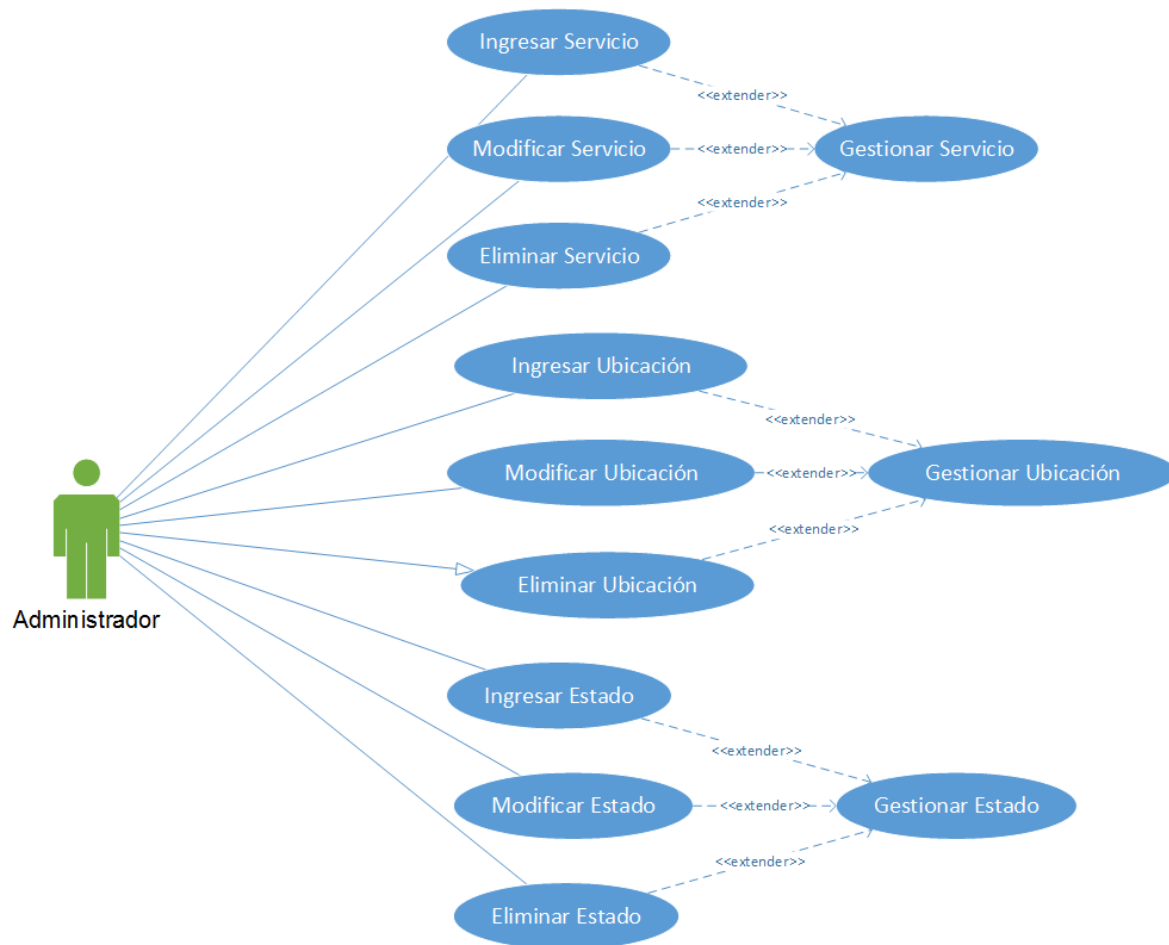 Ingresar Servicio
<<extender>>
Modificar Servicio
<<extender>>
Gestionar Servicio
<<extender>>
Eliminar Servicio
Ingresar Ubicación
<<extender>>
Modificar Ubicación
<<extender>>
Gestionar Ubicación
<<extender>>
Eliminar Ubicación
Administrador
Ingresar Estado
<<extender>>
Modificar Estado
<<extender>>
Gestionar Estado
<<extender>>
Eliminar Estado